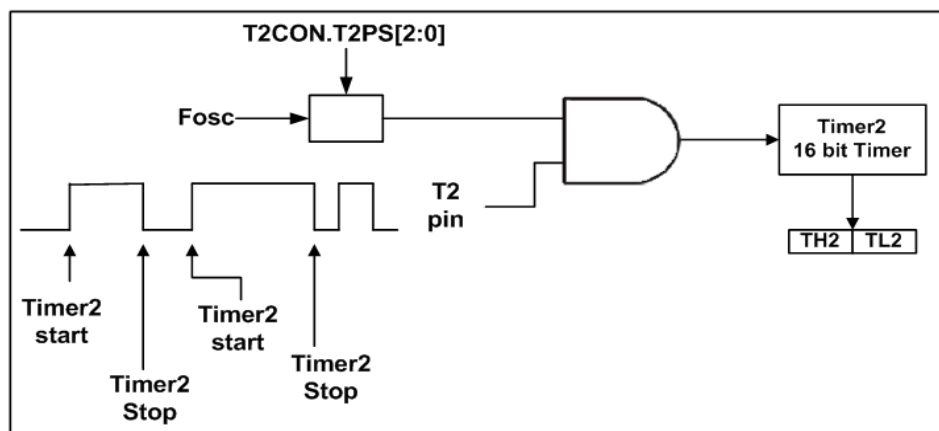 T2CON.T2PS[2:0]
Fosc
Timer2
16 bit Timer
T2
pin
TH2 TL2
Timer2
start
Timer2
Stop
Timer2
start
Timer2
Stop